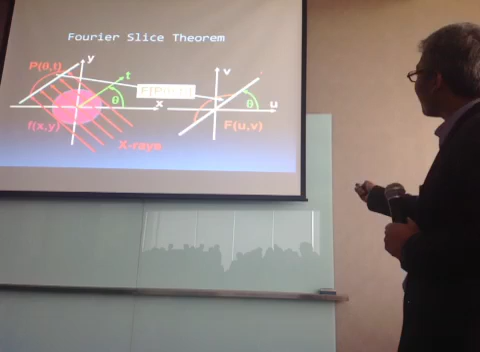 Fourier Slice Theorem
P(θ,t)
y
t
θ
x
f(x,y)
X-rays
v
θ
u
F(u,v)